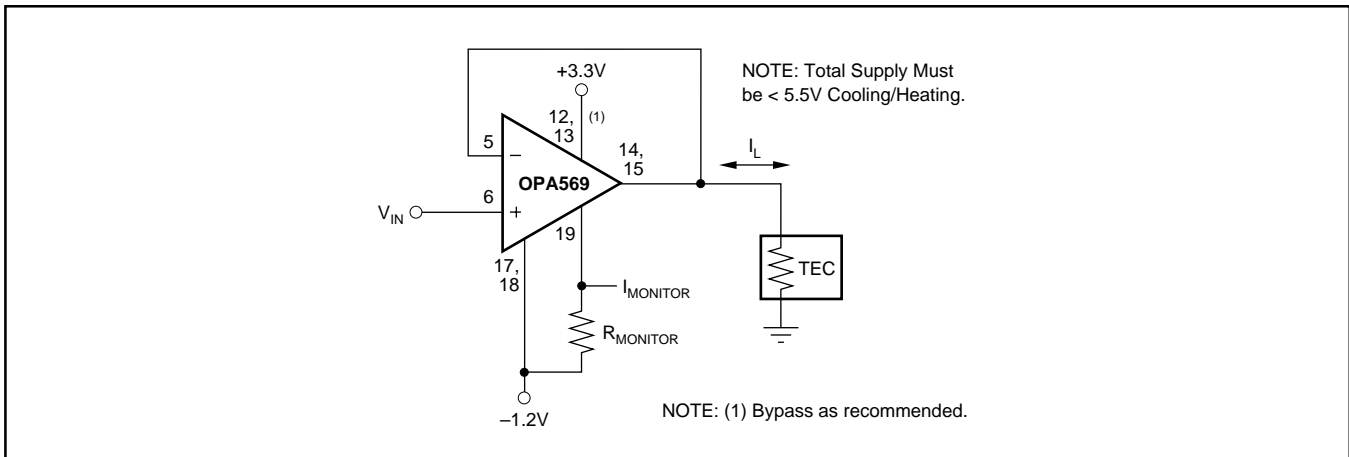 NOTE: Total Supply Must
be < 5.5V Cooling/Heating.
+3.3V
12,
13
(1)
5
–
14,
15
I_L
OPA569
6
+
V_IN
19
TEC
17,
18
I_MONITOR
R_MONITOR
–1.2V
NOTE: (1) Bypass as recommended.